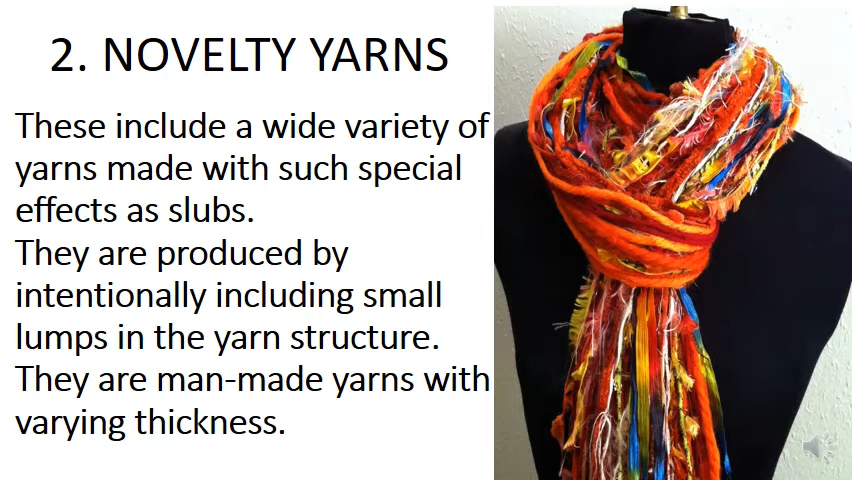 2. NOVELTY YARNS
These include a wide variety of
yarns made with such special
effects as slubs.
They are produced by
intentionally including small
lumps in the yarn structure.
They are man-made yarns with
varying thickness.